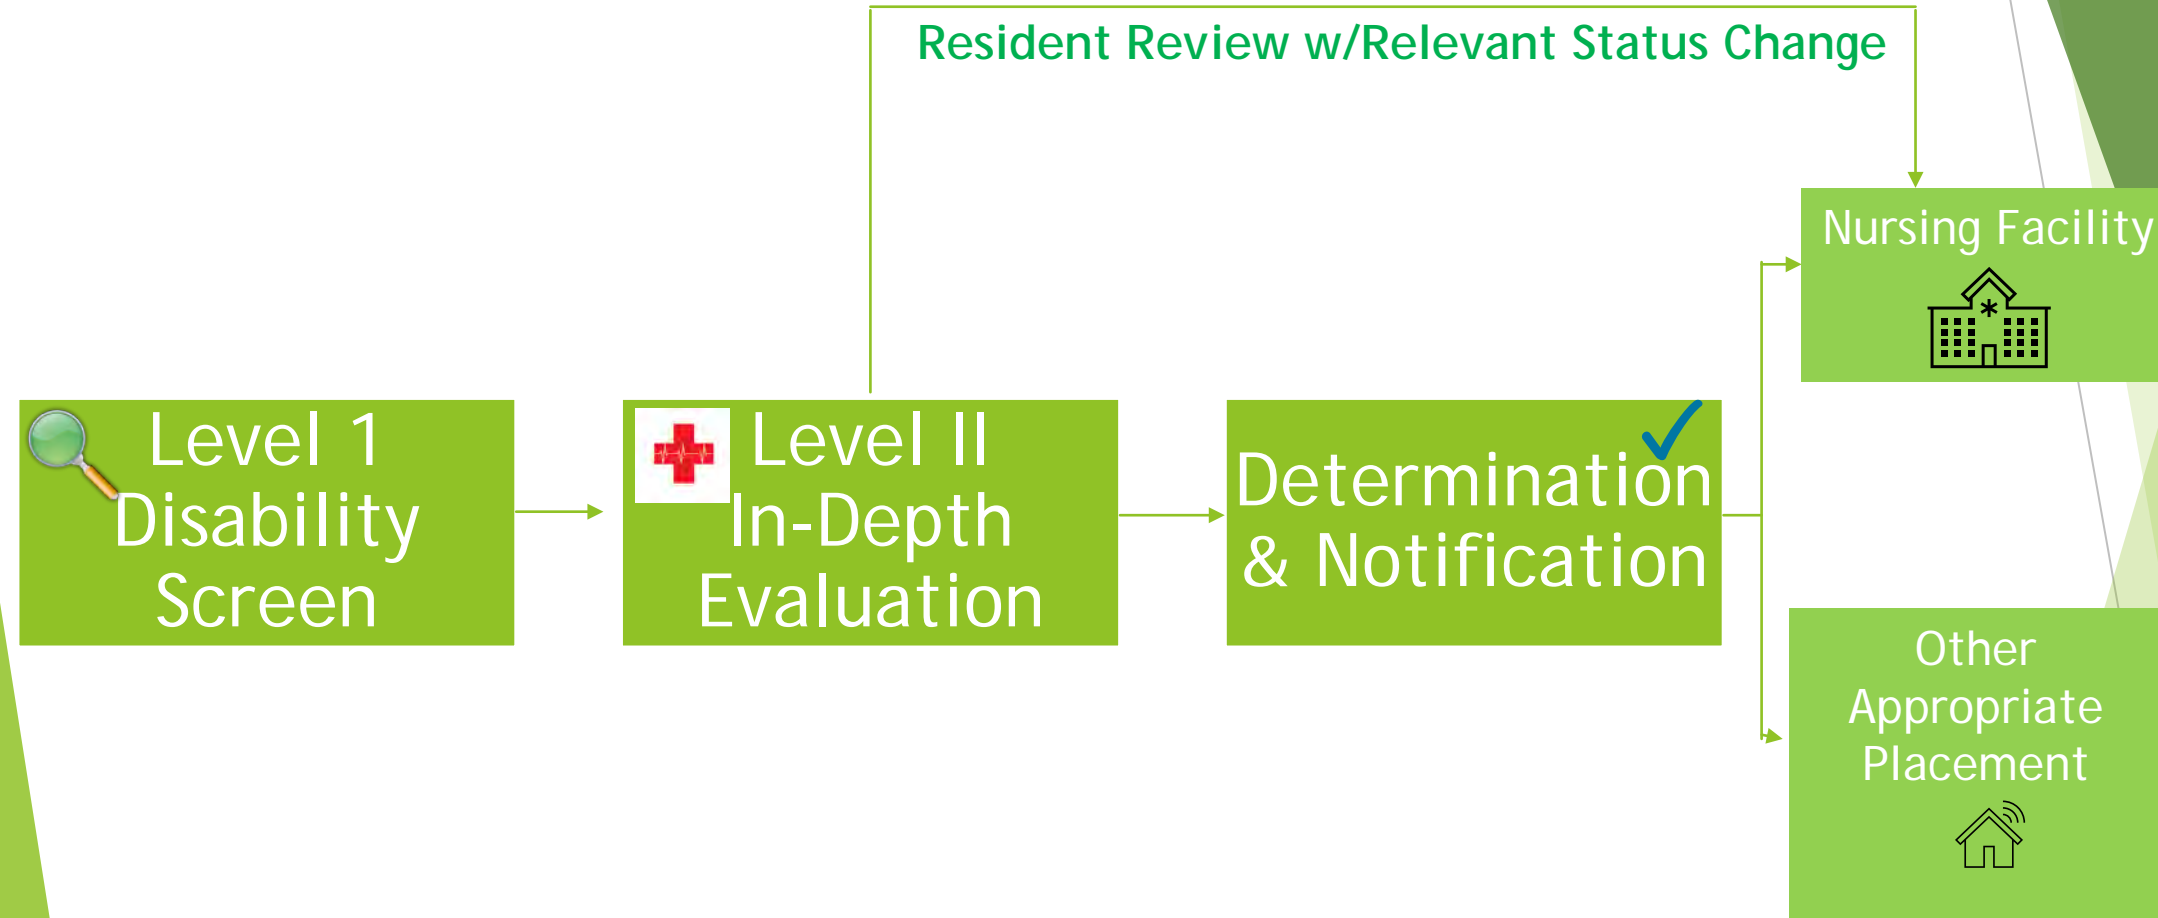 Resident Review w/Relevant Status Change
Nursing Facility
Level 1
Disability
Screen
Level II
In-Depth
Evaluation
Determination
& Notification
Other
Appropriate
Placement